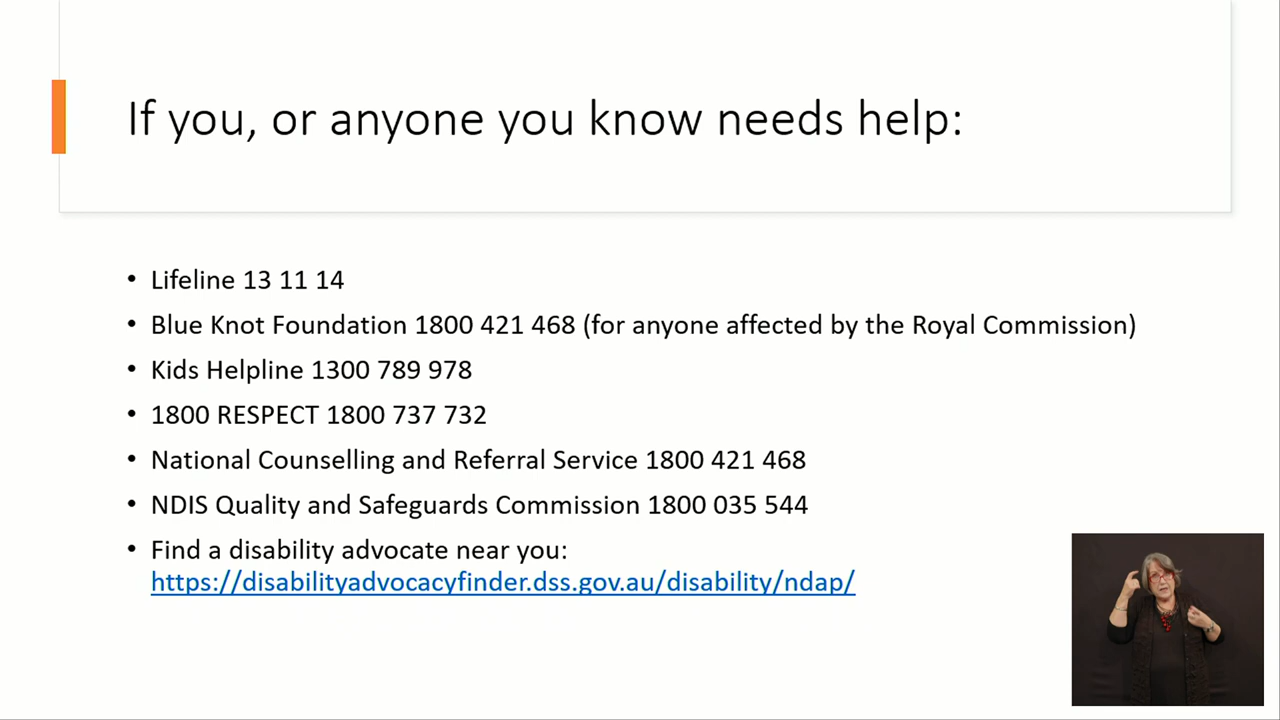 If you, or anyone you know needs help:
• Lifeline 13 11 14
• Blue Knot Foundation 1800 421 468 (for anyone affected by the Royal Commission)
• Kids Helpline 1300 789 978
• 1800 RESPECT 1800 737 732
• National Counselling and Referral Service 1800 421 468
• NDIS Quality and Safeguards Commission 1800 035 544
• Find a disability advocate near you:
https://disabilityadvocacyfinder.dss.gov.au/disability/ndap/